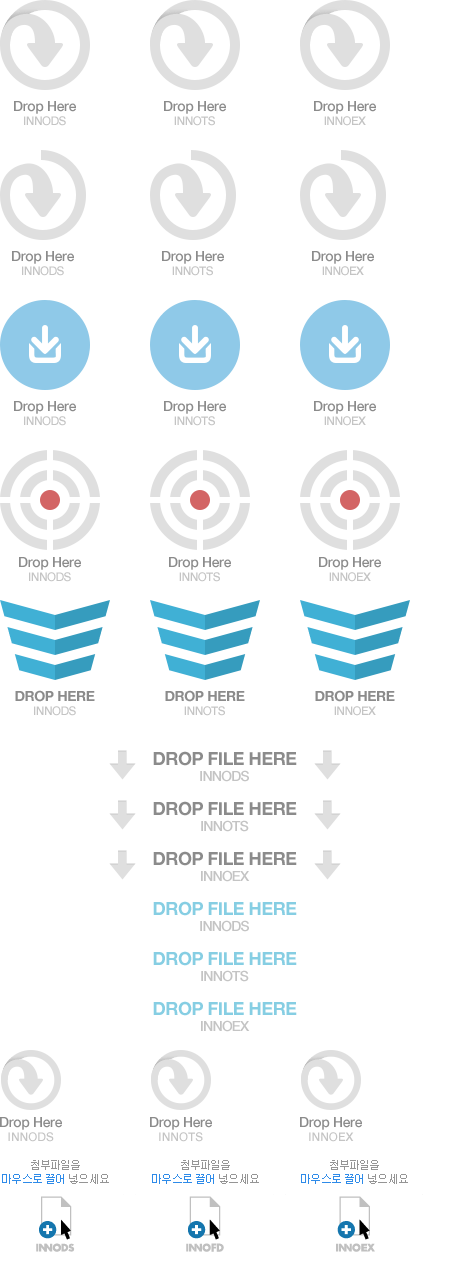 Drop Here Drop Here Drop Here
INNODS INNOTS INNOEX
Drop Here Drop Here Drop Here
INNODS INNOTS INNOEX
Drop Here Drop Here Drop Here
INNODS INNOTS INNOEX
Drop Here Drop Here Drop Here
INNODS INNOTS INNOEX
DROP HERE DROP HERE DROP HERE
INNODS INNOTS INNOEX
DROP FILE HERE
INNODS
DROP FILE HERE
INNOTS
DROP FILE HERE
INNOEX
DROP FILE HERE
INNODS
DROP FILE HERE
INNOTS
DROP FILE HERE
INNOEX
Drop Here Drop Here Drop Here
INNODS INNOTS INNOEX
첨부파일을 첨부파일을 첨부파일을
마우스로 끌어 넣으세요 마우스로 끌어 넣으세요 마우스로 끌어 넣으세요
INNODS INNOFD INNOEX